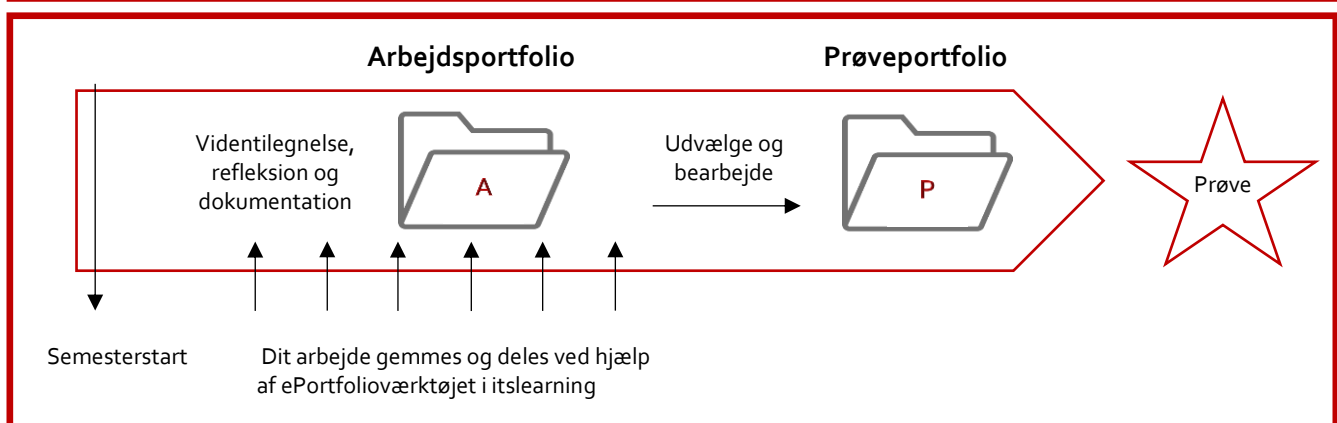 Arbejdsportfolio
Prøveportfolio
Videntilegnelse,
refleksion og
dokumentation
A
Udvælge og
bearbejde
P
Prøve
Semesterstart
Dit arbejde gemmes og deles ved hjælp
af ePortfolioværktøjet i itslearning